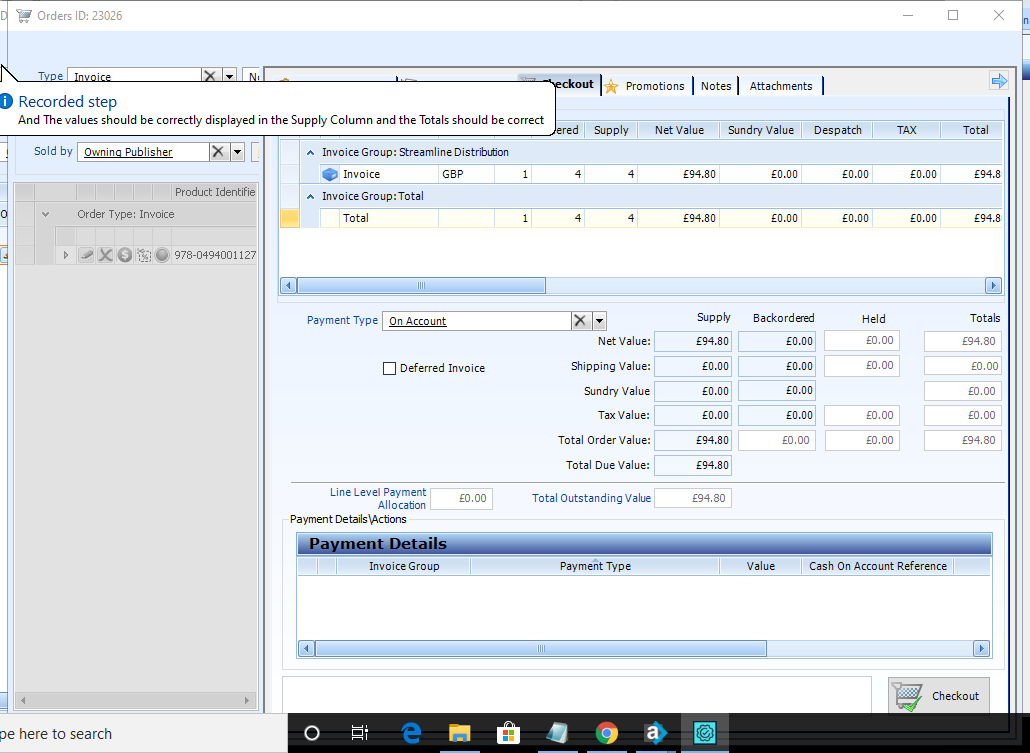 Orders ID: 23026
Type Invoice
Checkout Promotions Notes Attachments
Recorded step
And The values should be correctly displayed in the Supply Column and the Totals should be correct
Sold by Owning Publisher
Supply Net Value Sundry Value Despatch TAX Total
Invoice Group: Streamline Distribution
Invoice GBP 1 4 4 £94.80 £0.00 £0.00 £0.00 £94.8
Invoice Group: Total
Total 1 4 4 £94.80 £0.00 £0.00 £0.00 £94.8
Product Identifie
Order Type: Invoice
978-0494001127
Payment Type On Account
Supply Backordered Held Totals
Net Value: £94.80 £0.00 £0.00 £94.80
Deferred Invoice
Shipping Value: £0.00 £0.00 £0.00 £0.00
Sundry Value £0.00 £0.00 £0.00
Tax Value: £0.00 £0.00 £0.00 £0.00
Total Order Value: £94.80 £0.00 £0.00 £94.80
Total Due Value: £94.80
Line Level Payment
Allocation £0.00
Total Outstanding Value £94.80
Payment Details\Actions
Payment Details
Invoice Group Payment Type Value Cash On Account Reference
Checkout
pe here to search